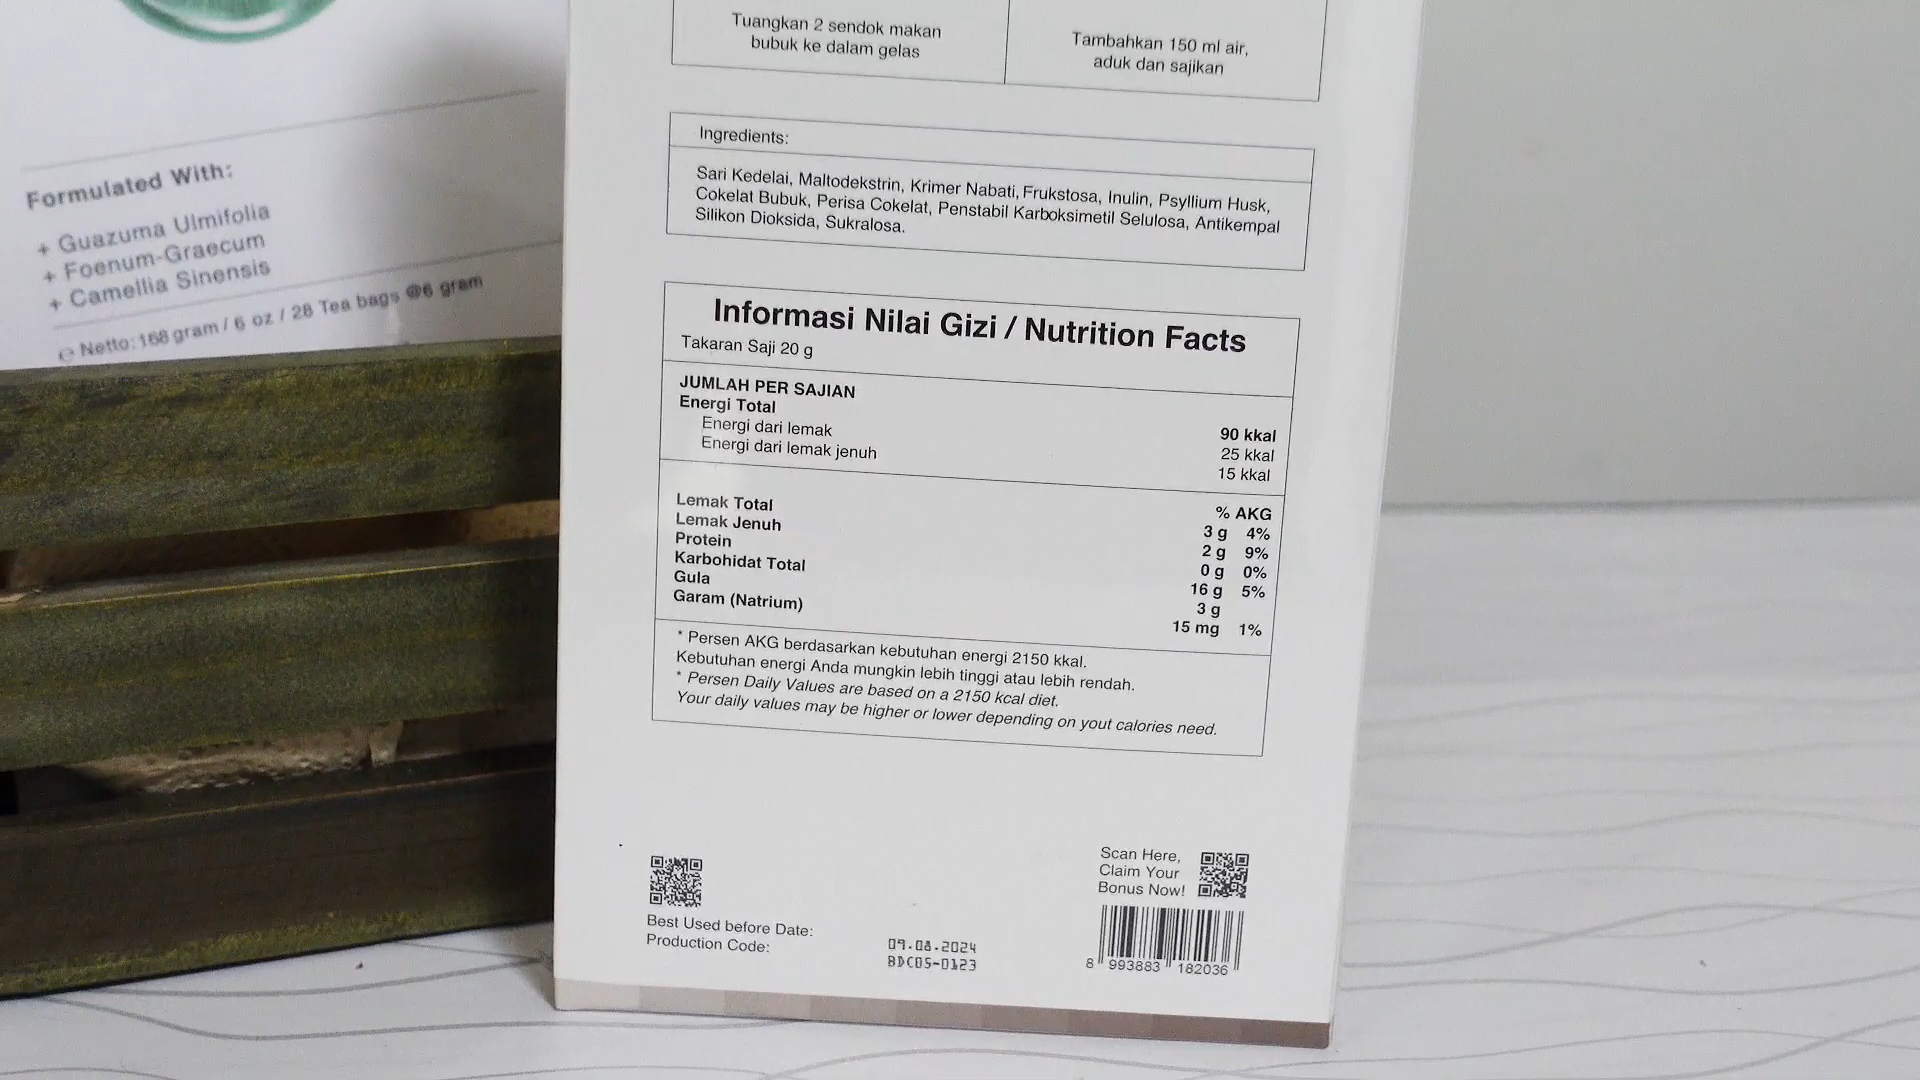 Formulated With:
+ Guazuma Ulmifolia
+ Foenum-Graecum
+ Camellia Sinensis
e Netto: 168 gram / 6 oz / 28 Tea bags @6 gram
Tuangkan 2 sendok makan
bubuk ke dalam gelas
Tambahkan 150 ml air,
aduk dan sajikan
Ingredients:
Sari Kedelai, Maltodekstrin, Krimer Nabati, Frukstosa, Inulin, Psyllium Husk,
Cokelat Bubuk, Perisa Cokelat, Penstabil Karboksimetil Selulosa, Antikempal
Silikon Dioksida, Sukralosa.
Informasi Nilai Gizi / Nutrition Facts
Takaran Saji 20 g
JUMLAH PER SAJIAN
Energi Total 90 kkal
Energi dari lemak 25 kkal
Energi dari lemak jenuh 15 kkal
% AKG
Lemak Total 3 g 4%
Lemak Jenuh 2 g 9%
Protein 0 g 0%
Karbohidat Total 16 g 5%
Gula 3 g
Garam (Natrium) 15 mg 1%
* Persen AKG berdasarkan kebutuhan energi 2150 kkal.
Kebutuhan energi Anda mungkin lebih tinggi atau lebih rendah.
* Persen Daily Values are based on a 2150 kcal diet.
Your daily values may be higher or lower depending on yout calories need.
Scan Here,
Claim Your
Bonus Now!
Best Used before Date: 09.08.2024
Production Code: BDC05-0123
8 993883 182036